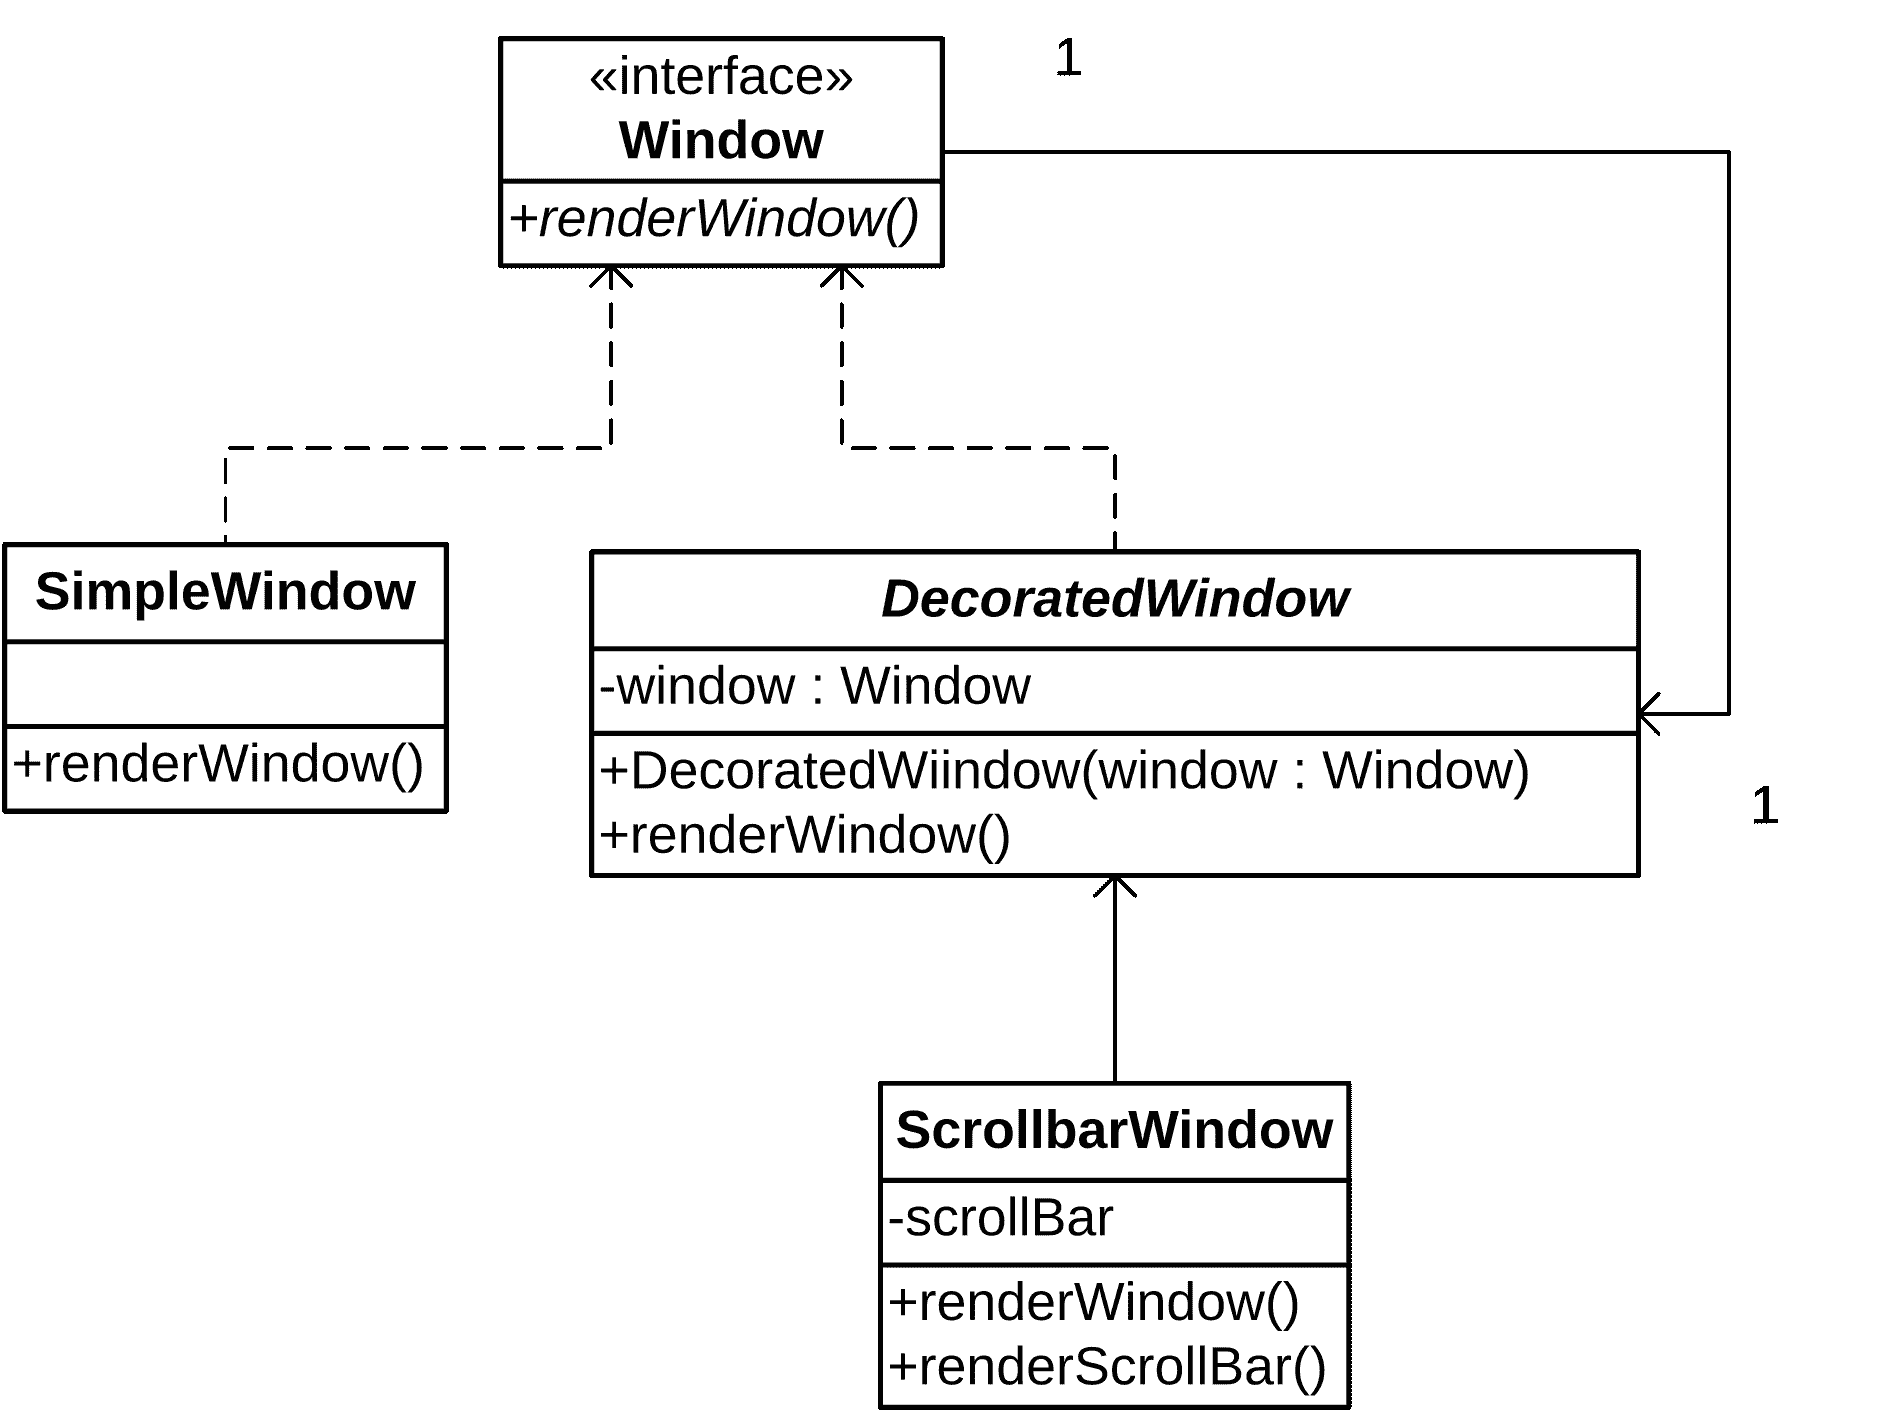 «interface»
Window
+renderWindow()
1
SimpleWindow
+renderWindow()
DecoratedWindow
-window : Window
+DecoratedWiindow(window : Window)
+renderWindow()
1
ScrollbarWindow
-scrollBar
+renderWindow()
+renderScrollBar()